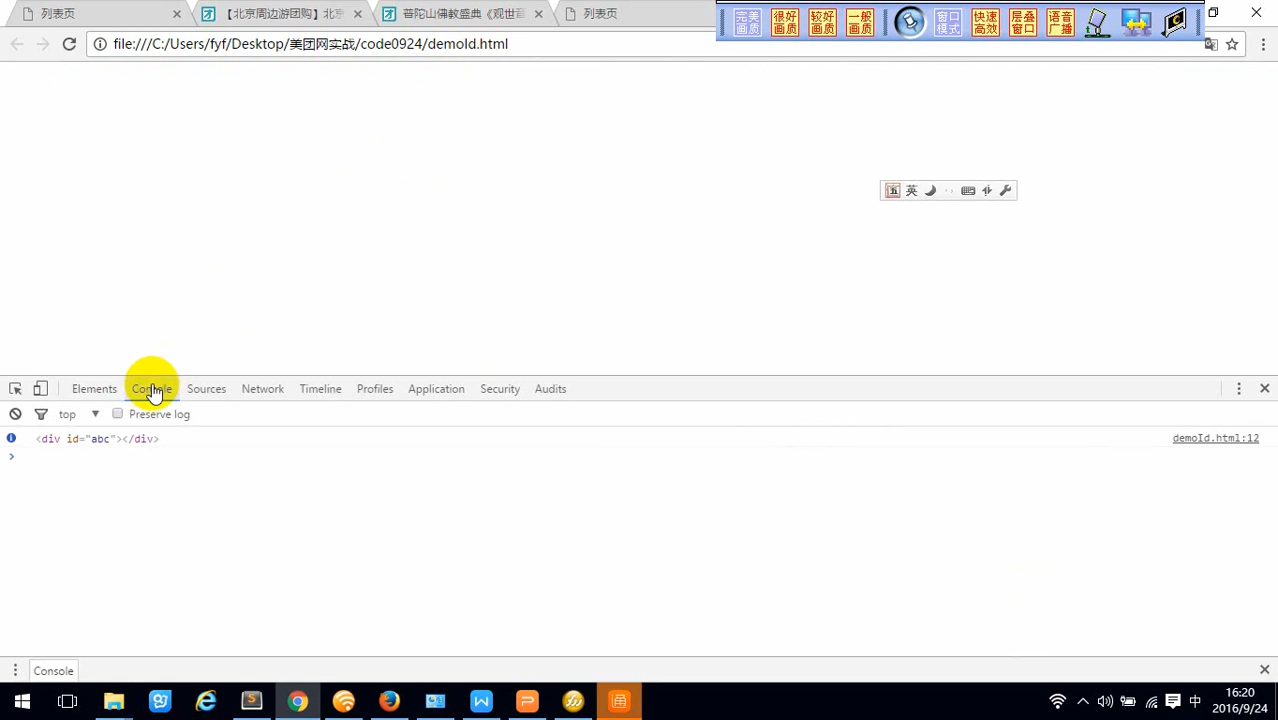 列表页
【北京周边游团购】北京
普陀山佛教盛典《观世音
列表页
完美画质
很好画质
较好画质
一般画质
窗口模式
快速高效
层叠窗口
语音广播
file:///C:/Users/fyf/Desktop/美团网实战/code0924/demoId.html
五 英
Elements Console Sources Network Timeline Profiles Application Security Audits
top Preserve log
<div id="abc"></div> demoId.html:12
>
Console
中
16:20
2016/9/24